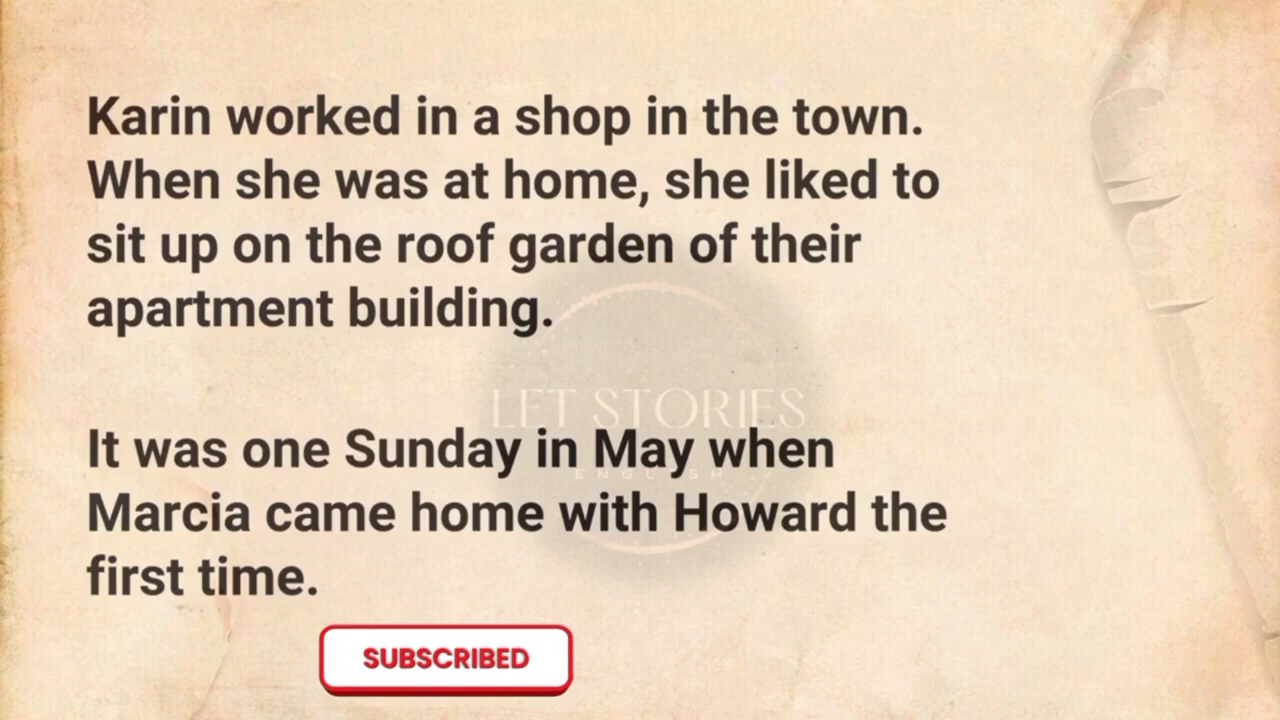 Karin worked in a shop in the town.
When she was at home, she liked to
sit up on the roof garden of their
apartment building.
LET STORIES
It was one Sunday in May when
ENGLISH
Marcia came home with Howard the
first time.
SUBSCRIBED